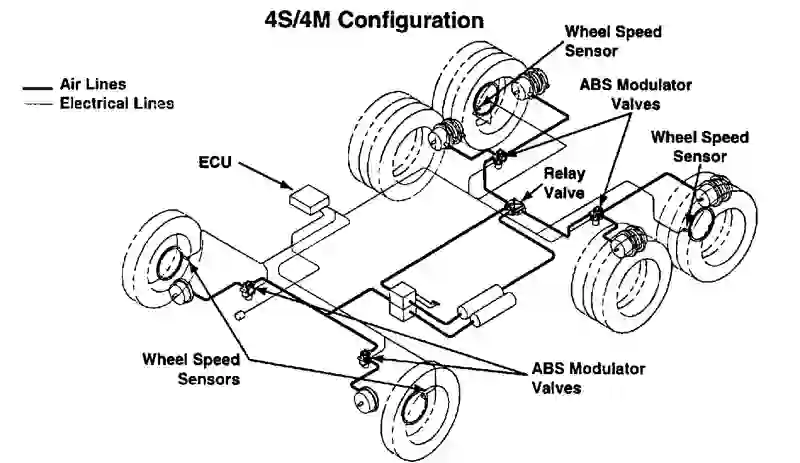 4S/4M Configuration
Wheel Speed
Sensor
Air Lines
Electrical Lines
ABS Modulator
Valves
Wheel Speed
Sensor
ECU
Relay
Valve
Wheel Speed
Sensors
ABS Modulator
Valves